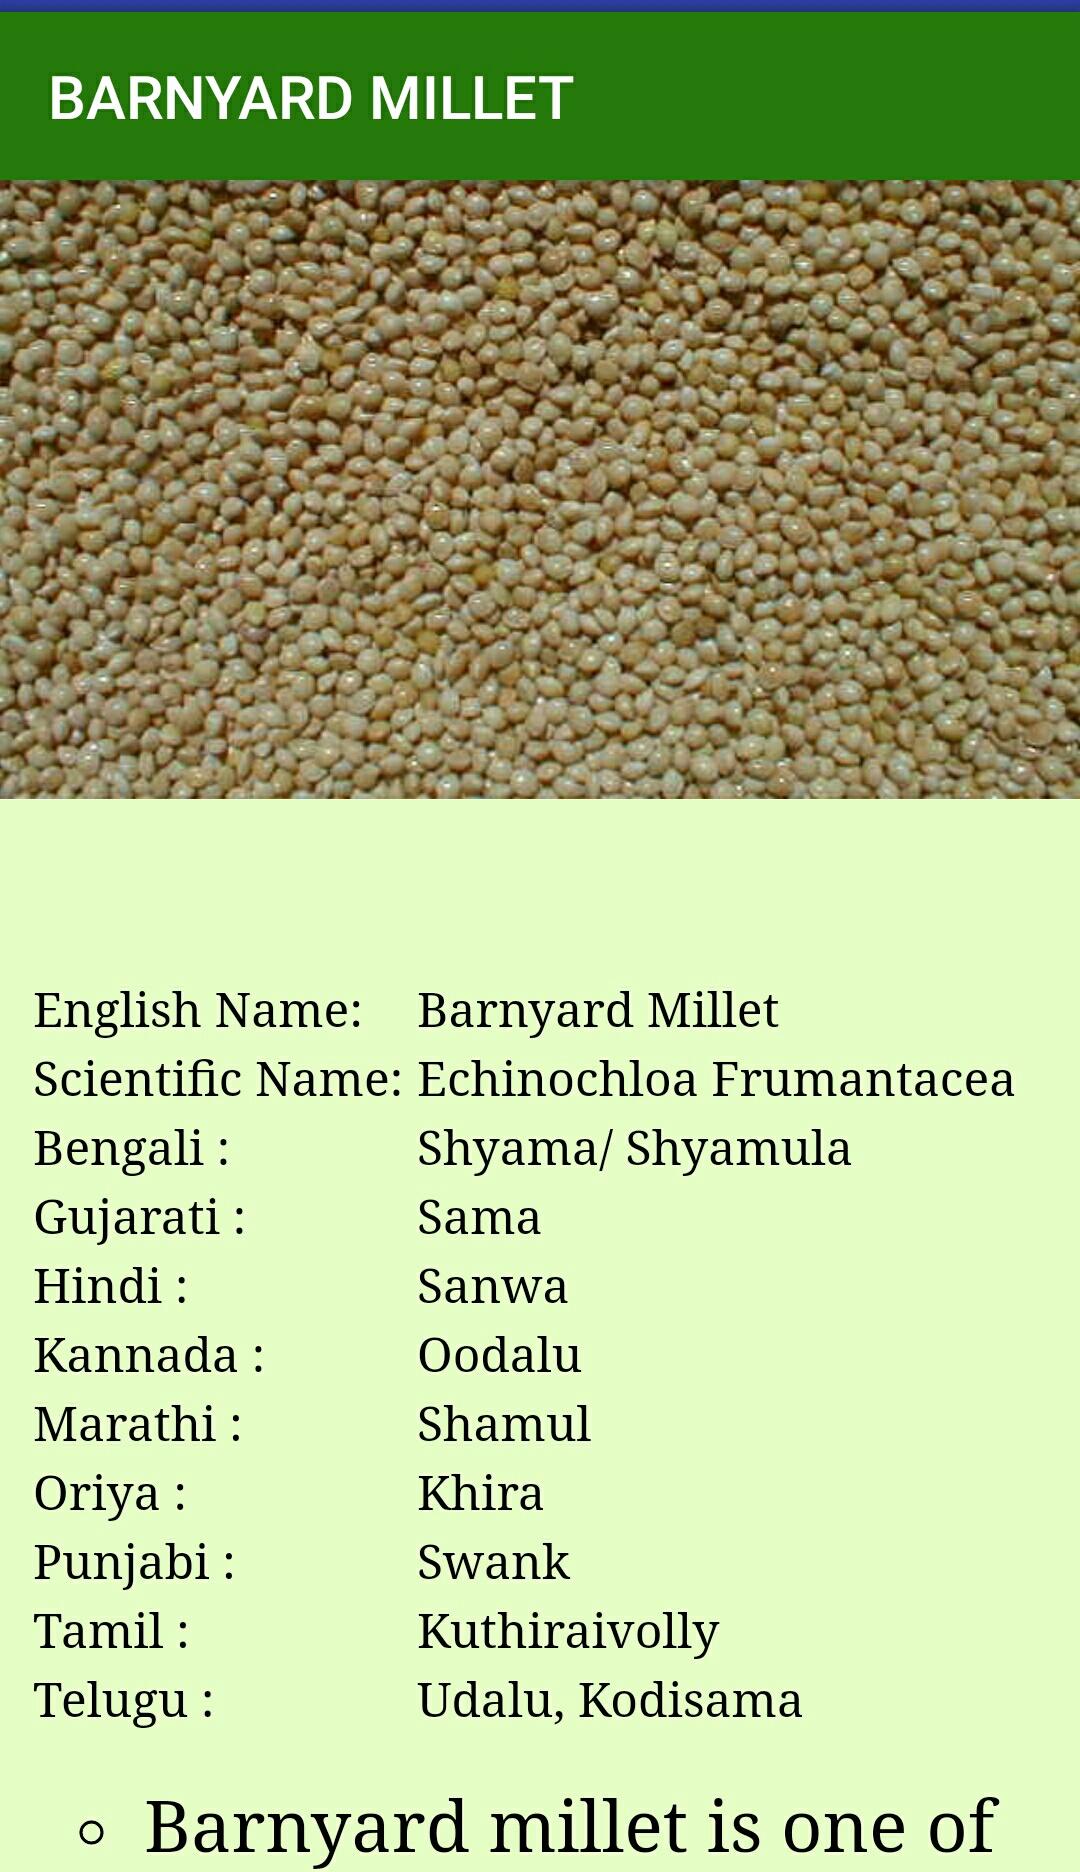 BARNYARD MILLET
English Name: Barnyard Millet
Scientific Name: Echinochloa Frumantacea
Bengali : Shyama/ Shyamula
Gujarati : Sama
Hindi : Sanwa
Kannada : Oodalu
Marathi : Shamul
Oriya : Khira
Punjabi : Swank
Tamil : Kuthiraivolly
Telugu : Udalu, Kodisama
Barnyard millet is one of